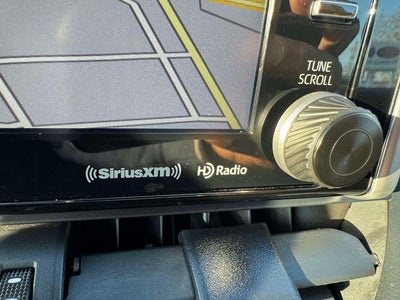 TUNE
SCROLL
((SiriusXM))
HD Radio